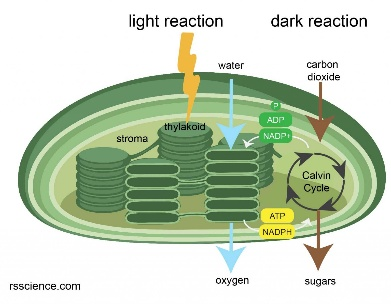 light reaction
dark reaction
water
carbon
dioxide
P
ADP
NADP+
thylakoid
stroma
Calvin
Cycle
ATP
NADPH
oxygen
sugars
rsscience.com